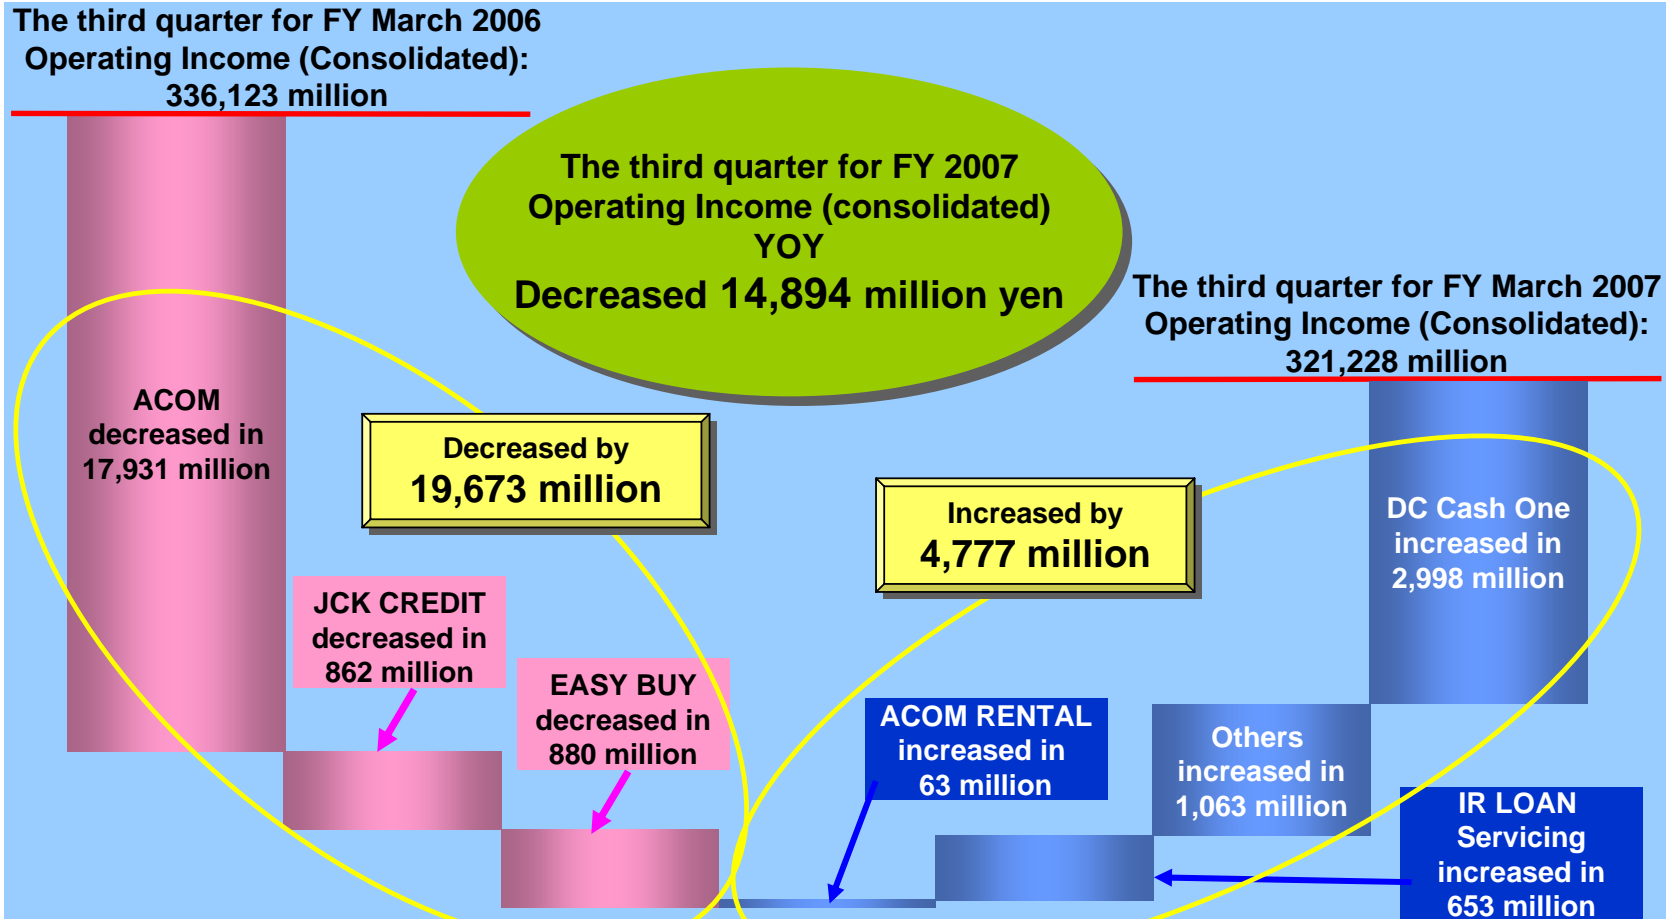 The third quarter for FY March 2006
Operating Income (Consolidated):
336,123 million
The third quarter for FY 2007
Operating Income (consolidated)
YOY
Decreased 14,894 million yen
The third quarter for FY March 2007
Operating Income (Consolidated):
321,228 million
ACOM
decreased in
17,931 million
Decreased by
19,673 million
Increased by
4,777 million
DC Cash One
increased in
2,998 million
JCK CREDIT
decreased in
862 million
EASY BUY
decreased in
880 million
ACOM RENTAL
increased in
63 million
Others
increased in
1,063 million
IR LOAN
Servicing
increased in
653 million